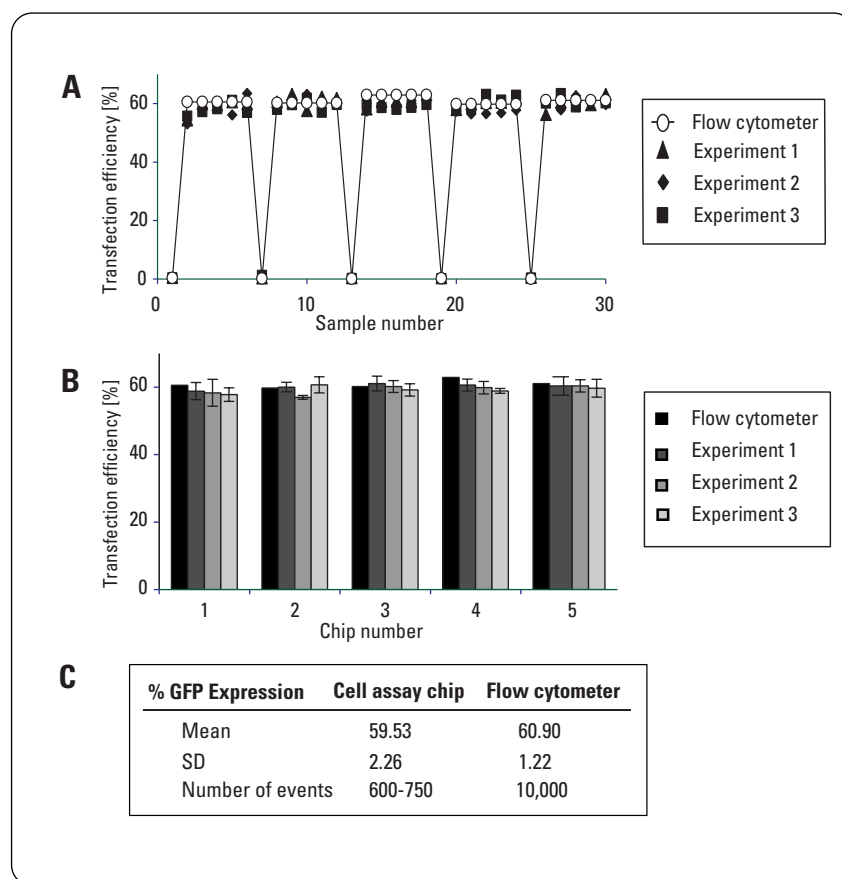 A
Transfection efficiency [%]
60
40
20
0
0
10
20
30
Sample number
Flow cytometer
Experiment 1
Experiment 2
Experiment 3
B
Transfection efficiency [%]
60
40
20
0
1
2
3
4
5
Chip number
Flow cytometer
Experiment 1
Experiment 2
Experiment 3
C
% GFP Expression Cell assay chip Flow cytometer
Mean 59.53 60.90
SD 2.26 1.22
Number of events 600-750 10,000